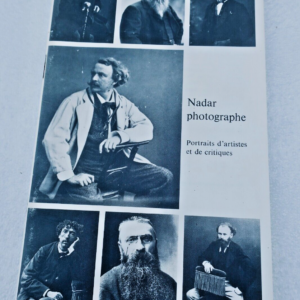 Nadar
photographe
Portraits d'artistes
et de critiques